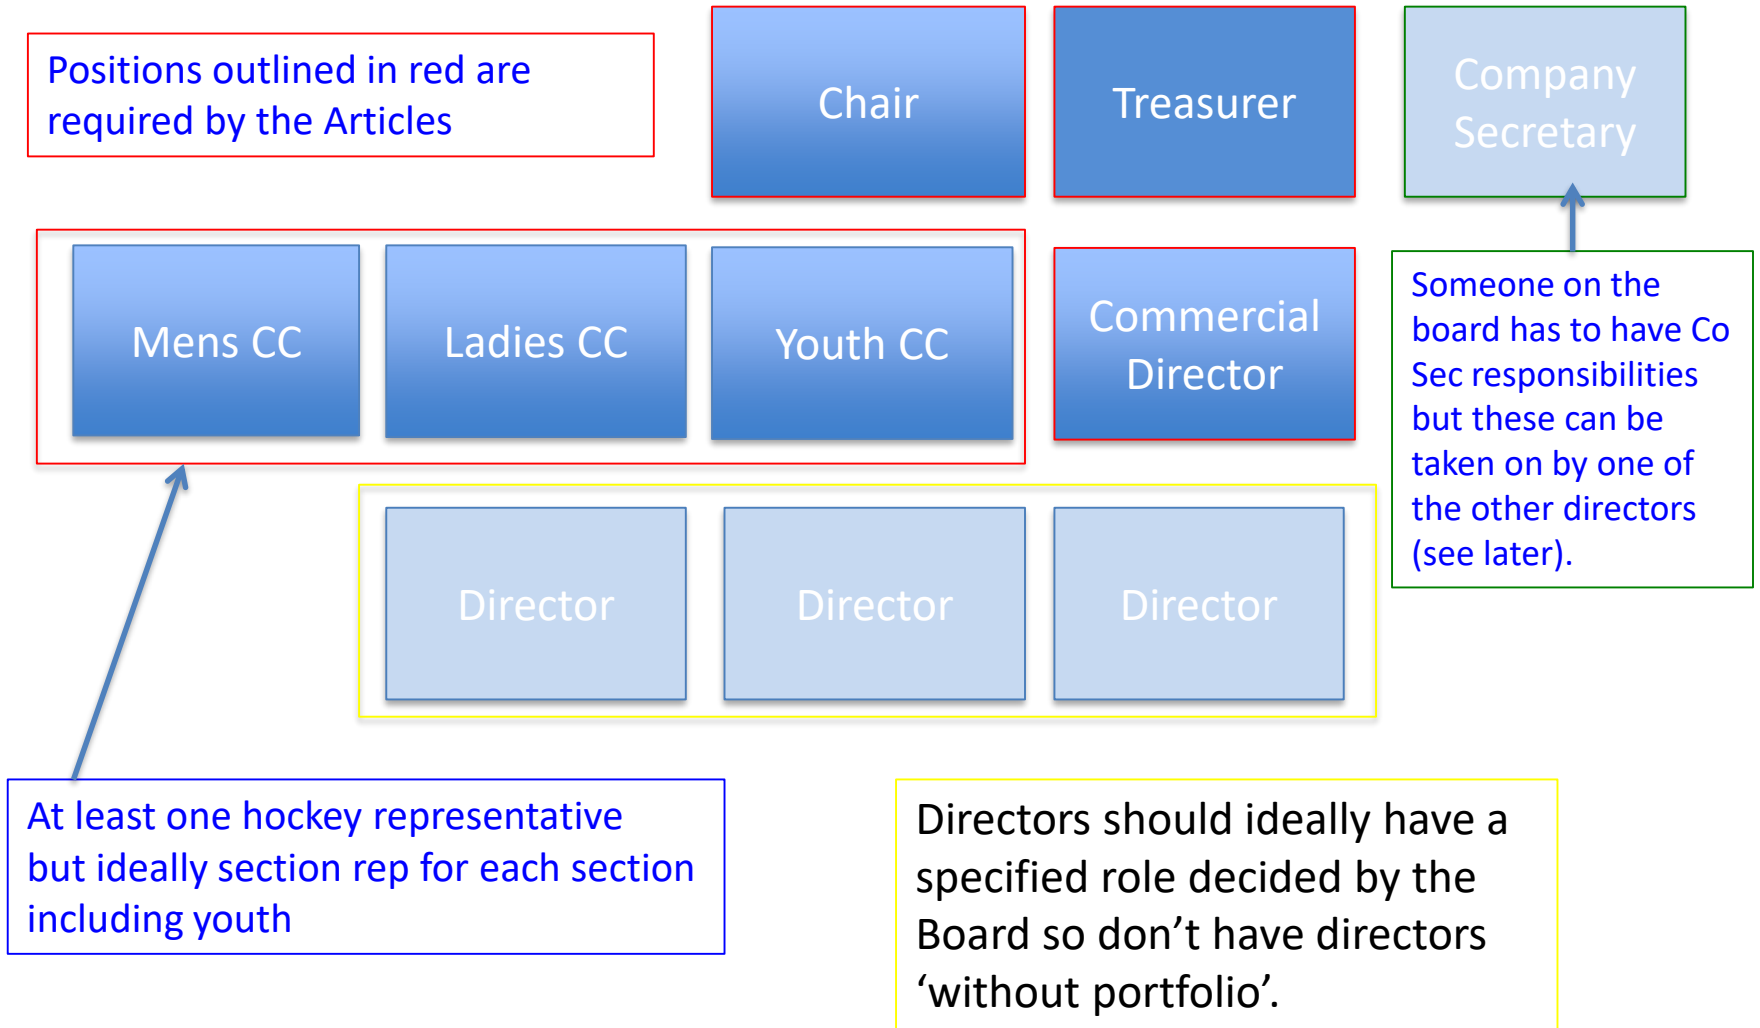 Positions outlined in red are
required by the Articles
Chair
Treasurer
Company
Secretary
Mens CC
Ladies CC
Youth CC
Commercial
Director
Someone on the
board has to have Co
Sec responsibilities
but these can be
taken on by one of
the other directors
(see later).
Director
Director
Director
At least one hockey representative
but ideally section rep for each section
including youth
Directors should ideally have a
specified role decided by the
Board so don’t have directors
‘without portfolio’.